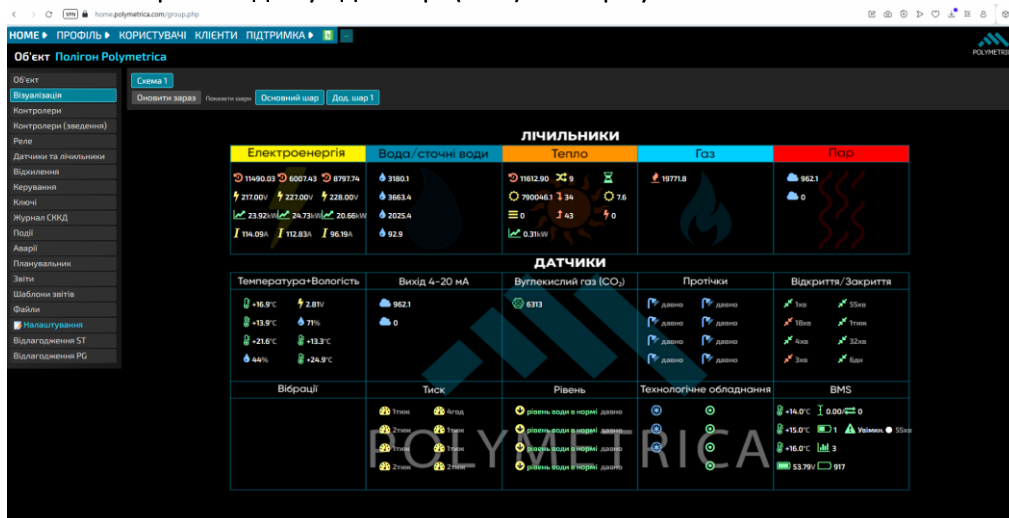 VPN home.polymetrica.com/group.php
HOME ПРОФІЛЬ КОРИСТУВАЧІ КЛІЄНТИ ПІДТРИМКА
POLYMETRI
Об'єкт Полігон Polymetrica
Об'єкт
Візуалізація
Контролери
Контролери (зведення)
Реле
Датчики та лічильники
Відхилення
Керування
Ключі
Журнал СККД
Події
Аварії
Планувальник
Звіти
Шаблони звітів
Файли
Налаштування
Відлагодження ST
Відлагодження PG
Схема 1
Оновити зараз Показати шари Основний шар Дод. шар 1
ЛІЧИЛЬНИКИ
Електроенергія Вода/сточні води Тепло Газ Пар
11490.03 6007.43 8797.74 3180.1 11612.90 9 19771.8 962.1
217.00V 227.00V 228.00V 3663.4 790046.1 34 7.6 0
23.92kW 24.73kW 20.66kW 2025.4 0 43 0
114.09A 112.83A 96.19A 92.9 0.31kW
ДАТЧИКИ
Температура+Вологість Вихід 4-20 мА Вуглекислий газ (CO₂) Протічки Відкриття/Закриття
+16.9°C 2.81V 962.1 6313 давно давно 1хв 55хв
+13.9°C 71% 0 давно давно 18хв 1тиж
+21.6°C +13.3°C давно давно 4хв 32хв
44% +24.9°C давно давно 3хв 6дн
Вібрації Тиск Рівень Технологічне обладнання BMS
1тиж 4год рівень води в нормі давно +14.0°C 0.00/ 0
2тиж 1тиж рівень води в нормі давно +15.0°C 1 Увімкн. 55хв
1тиж 1тиж рівень води в нормі давно +16.0°C 3
2тиж 2тиж рівень води в нормі давно 53.79V 917
POLYMETRICA